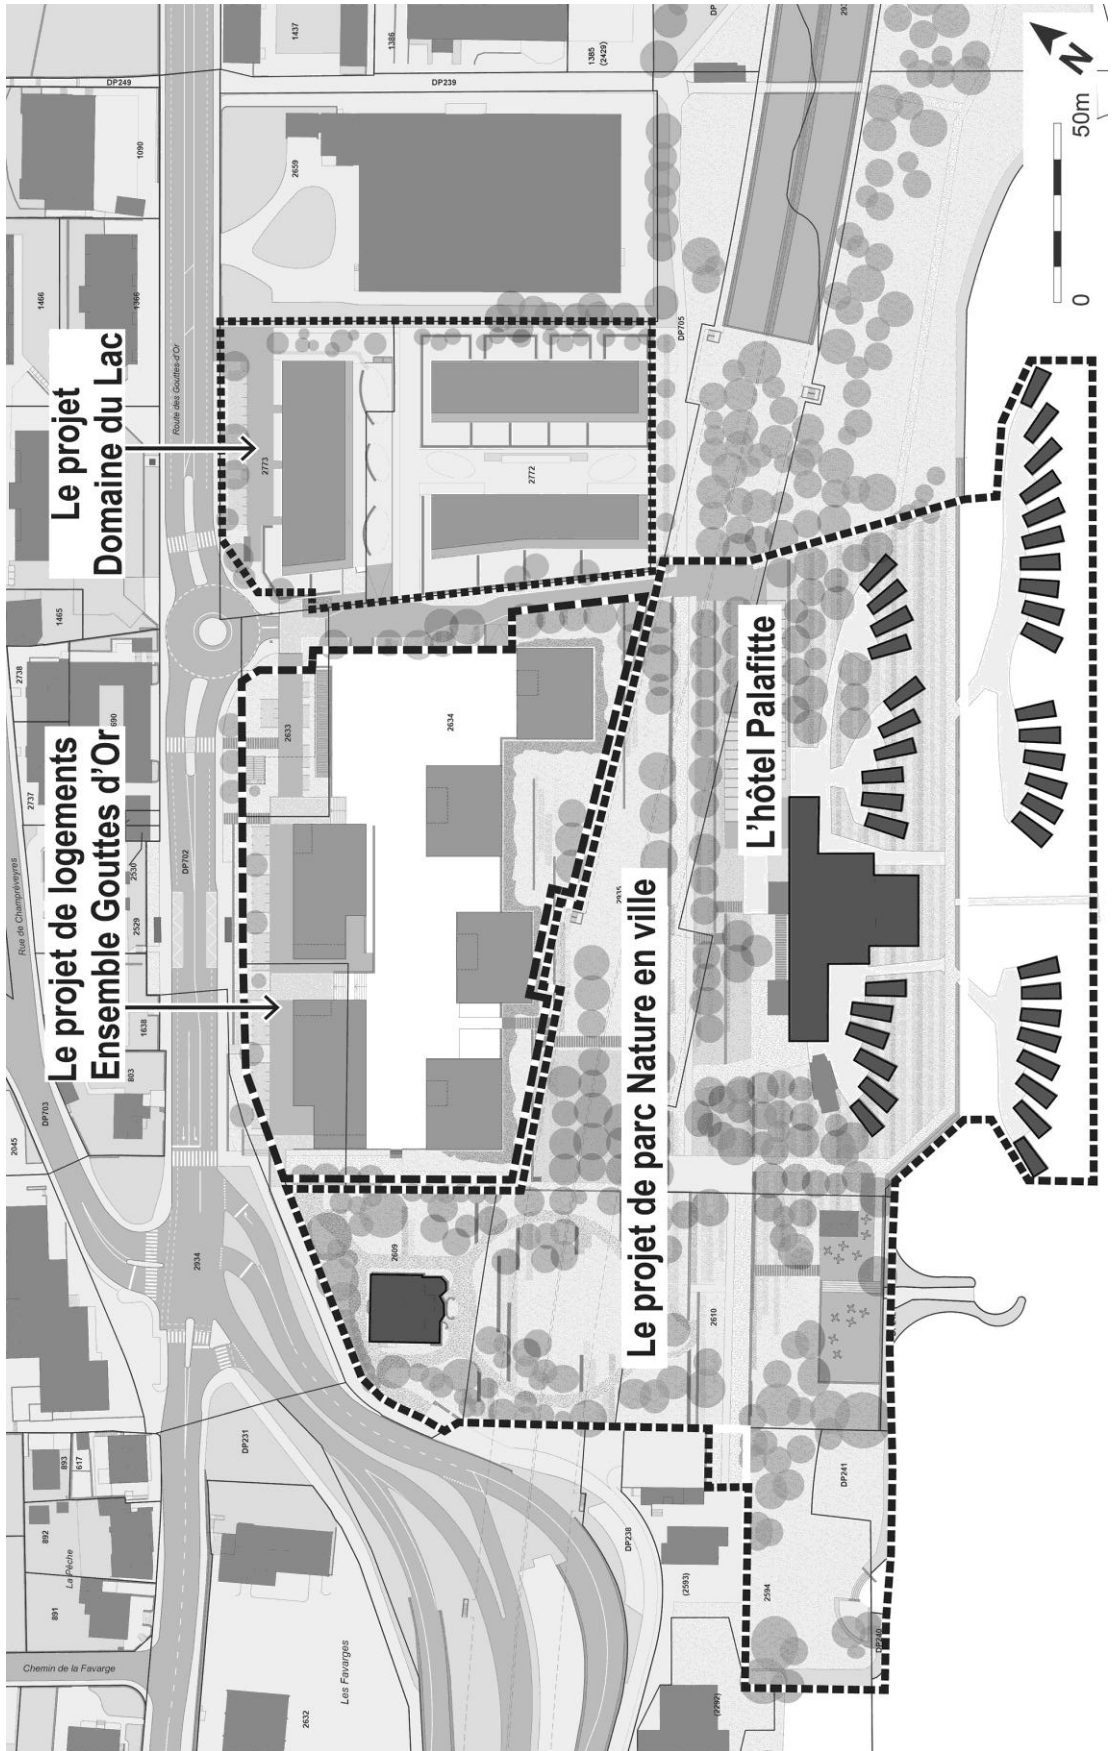 Le projet
Domaine du Lac
Le projet de logements
Ensemble Gouttes d'Or
Le projet de parc Nature en ville
L'hôtel Palafitte
N
0
50m
Route des Gouttes-d'Or
Rue de Champréveyres
Chemin de la Favarge
La Pêche
Les Favarges
1437
1386
1385
(2429)
DP249
DP239
1090
2659
1466
1366
DP705
2773
2772
1465
2738
2737
690
2633
2634
2530
2529
DP702
1638
803
DP703
2045
2935
2934
2609
2610
DP231
893
617
892
891
DP238
DP241
(2593)
2594
DP240
(2292)
2632